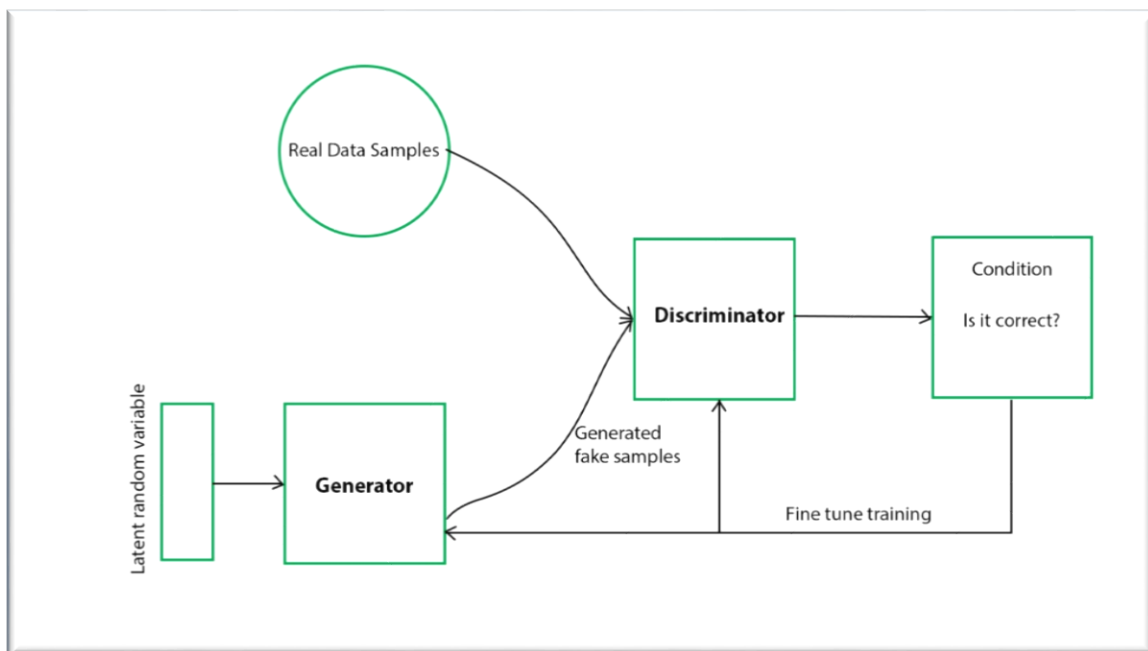 Real Data Samples
Condition
Discriminator
Is it correct?
Latent random variable
Generated
fake samples
Generator
Fine tune training